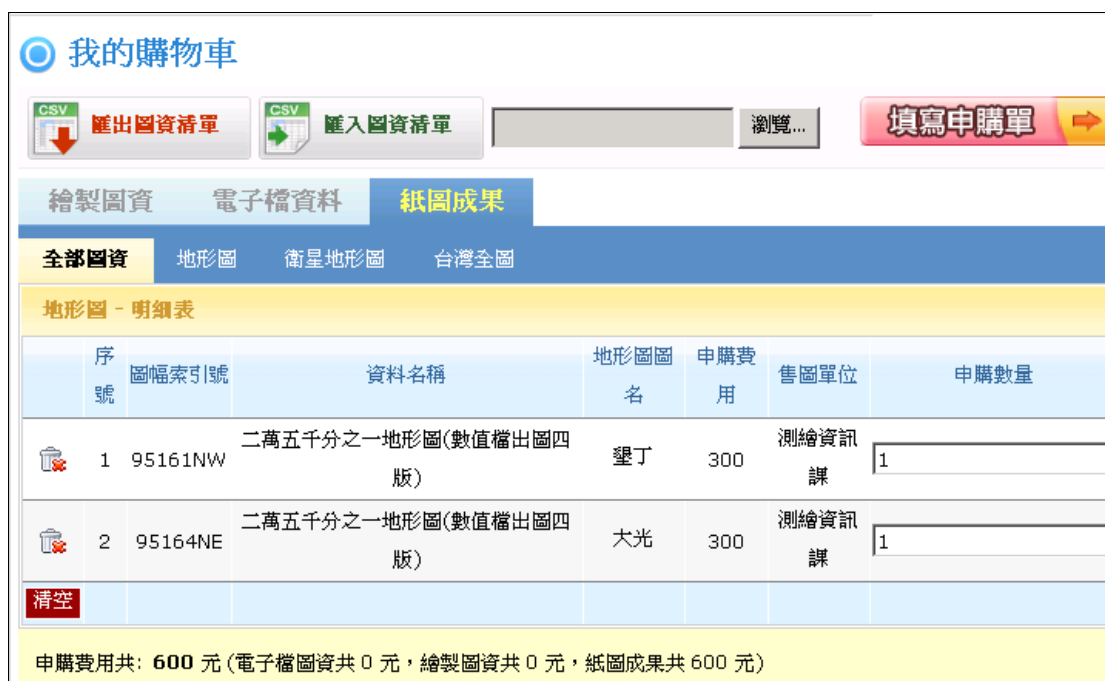 我的購物車
CSV 匯出圖資清單 CSV 匯入圖資清單 瀏覽... 填寫申購單
繪製圖資 電子檔資料 紙圖成果
全部圖資 地形圖 衛星地形圖 台灣全圖
地形圖 - 明細表
序號 圖幅索引號 資料名稱 地形圖圖名 申購費用 售圖單位 申購數量
1 95161NW 二萬五千分之一地形圖(數值檔出圖四版) 墾丁 300 測繪資訊課 1
2 95164NE 二萬五千分之一地形圖(數值檔出圖四版) 大光 300 測繪資訊課 1
清空
申購費用共: 600 元 (電子檔圖資共 0 元，繪製圖資共 0 元，紙圖成果共 600 元)